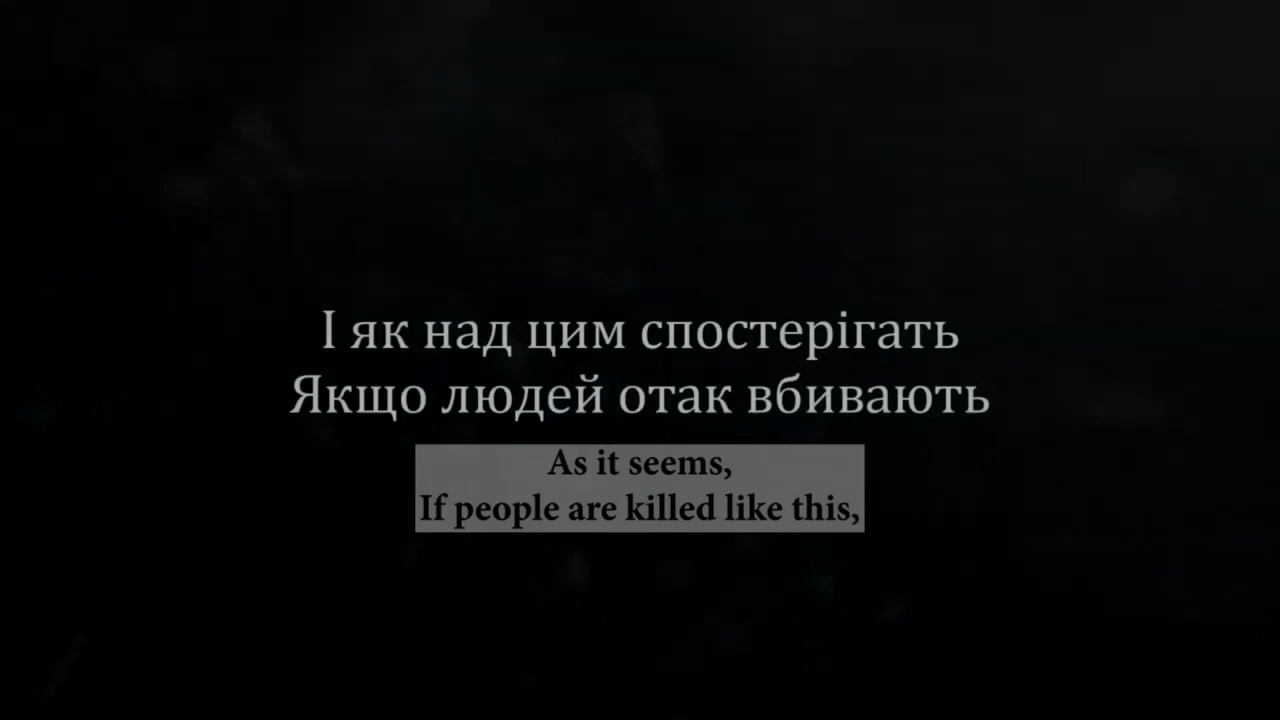 І як над цим спостерігать
Якщо людей отак вбивають
As it seems,
If people are killed like this,